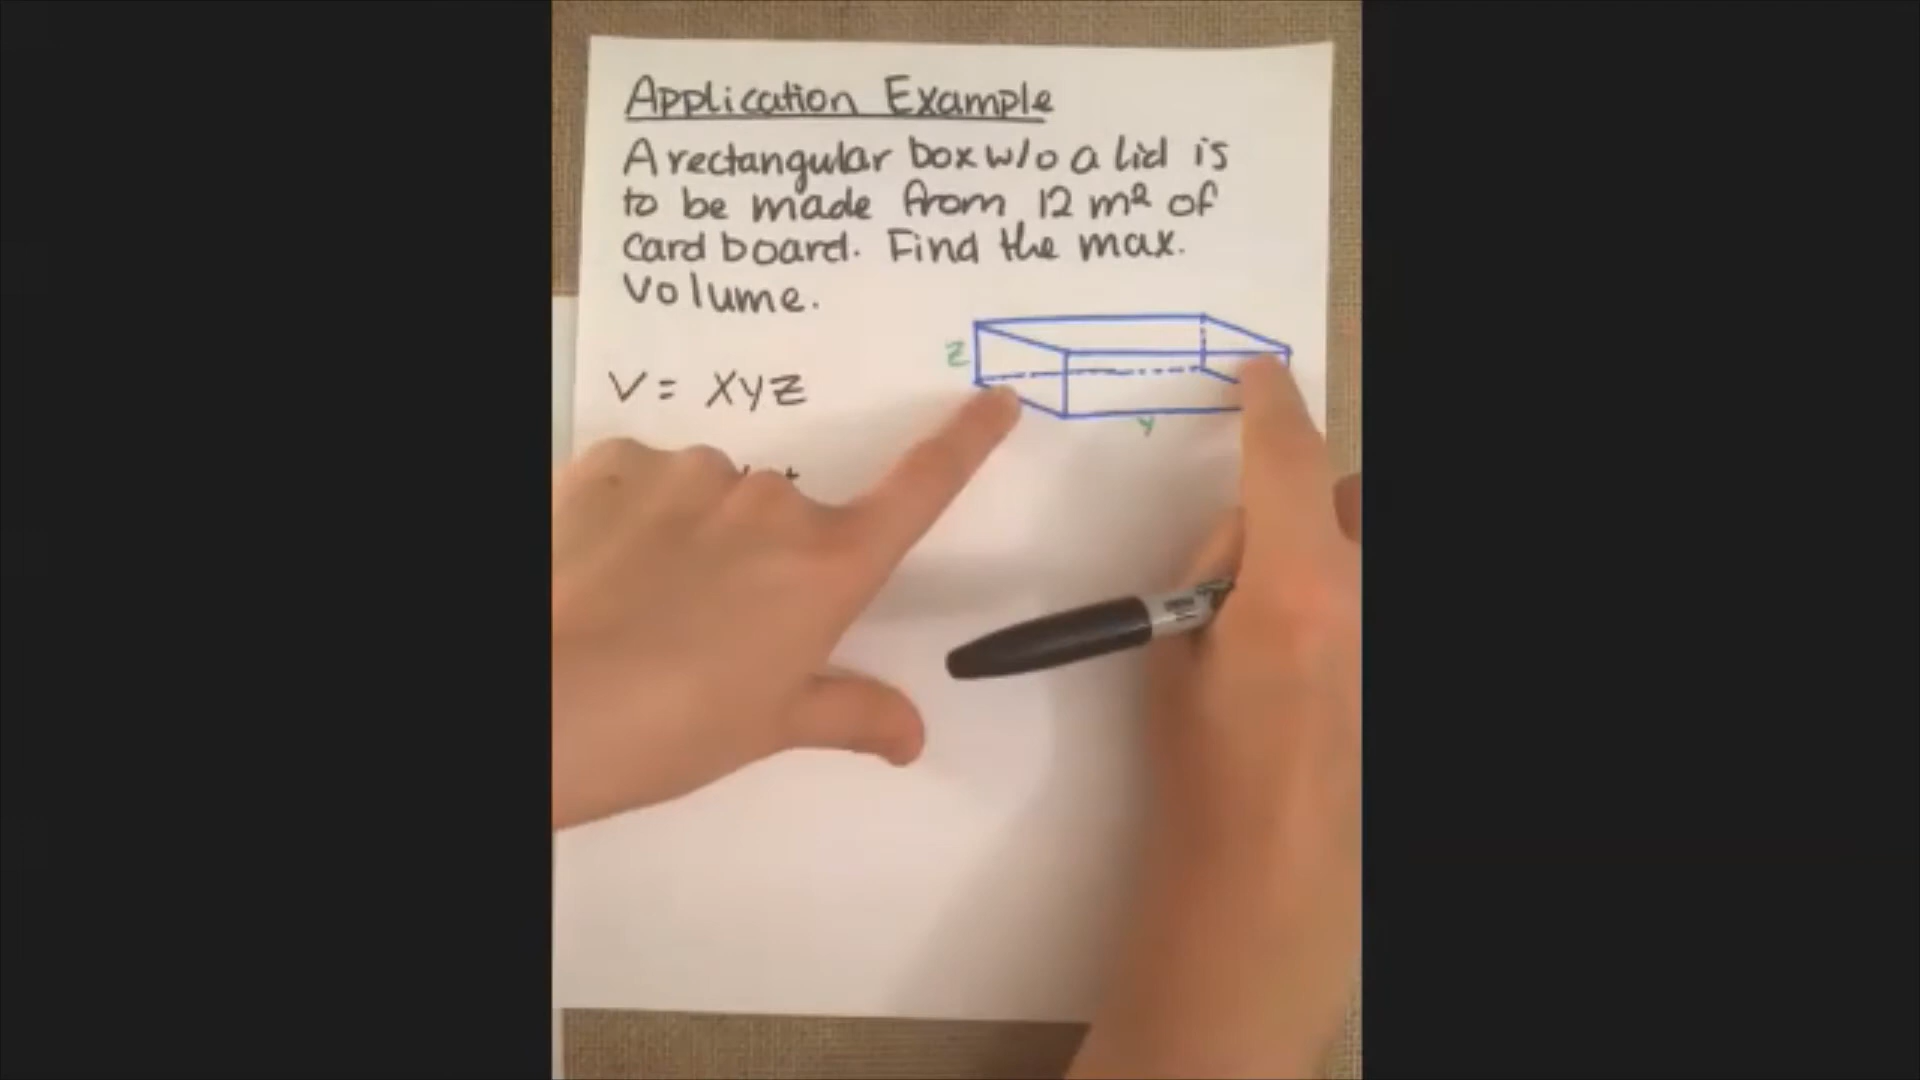 Application Example
A rectangular box w/o a lid is
to be made from 12 m² of
cardboard. Find the max.
volume.
Z
V = XYZ
Y